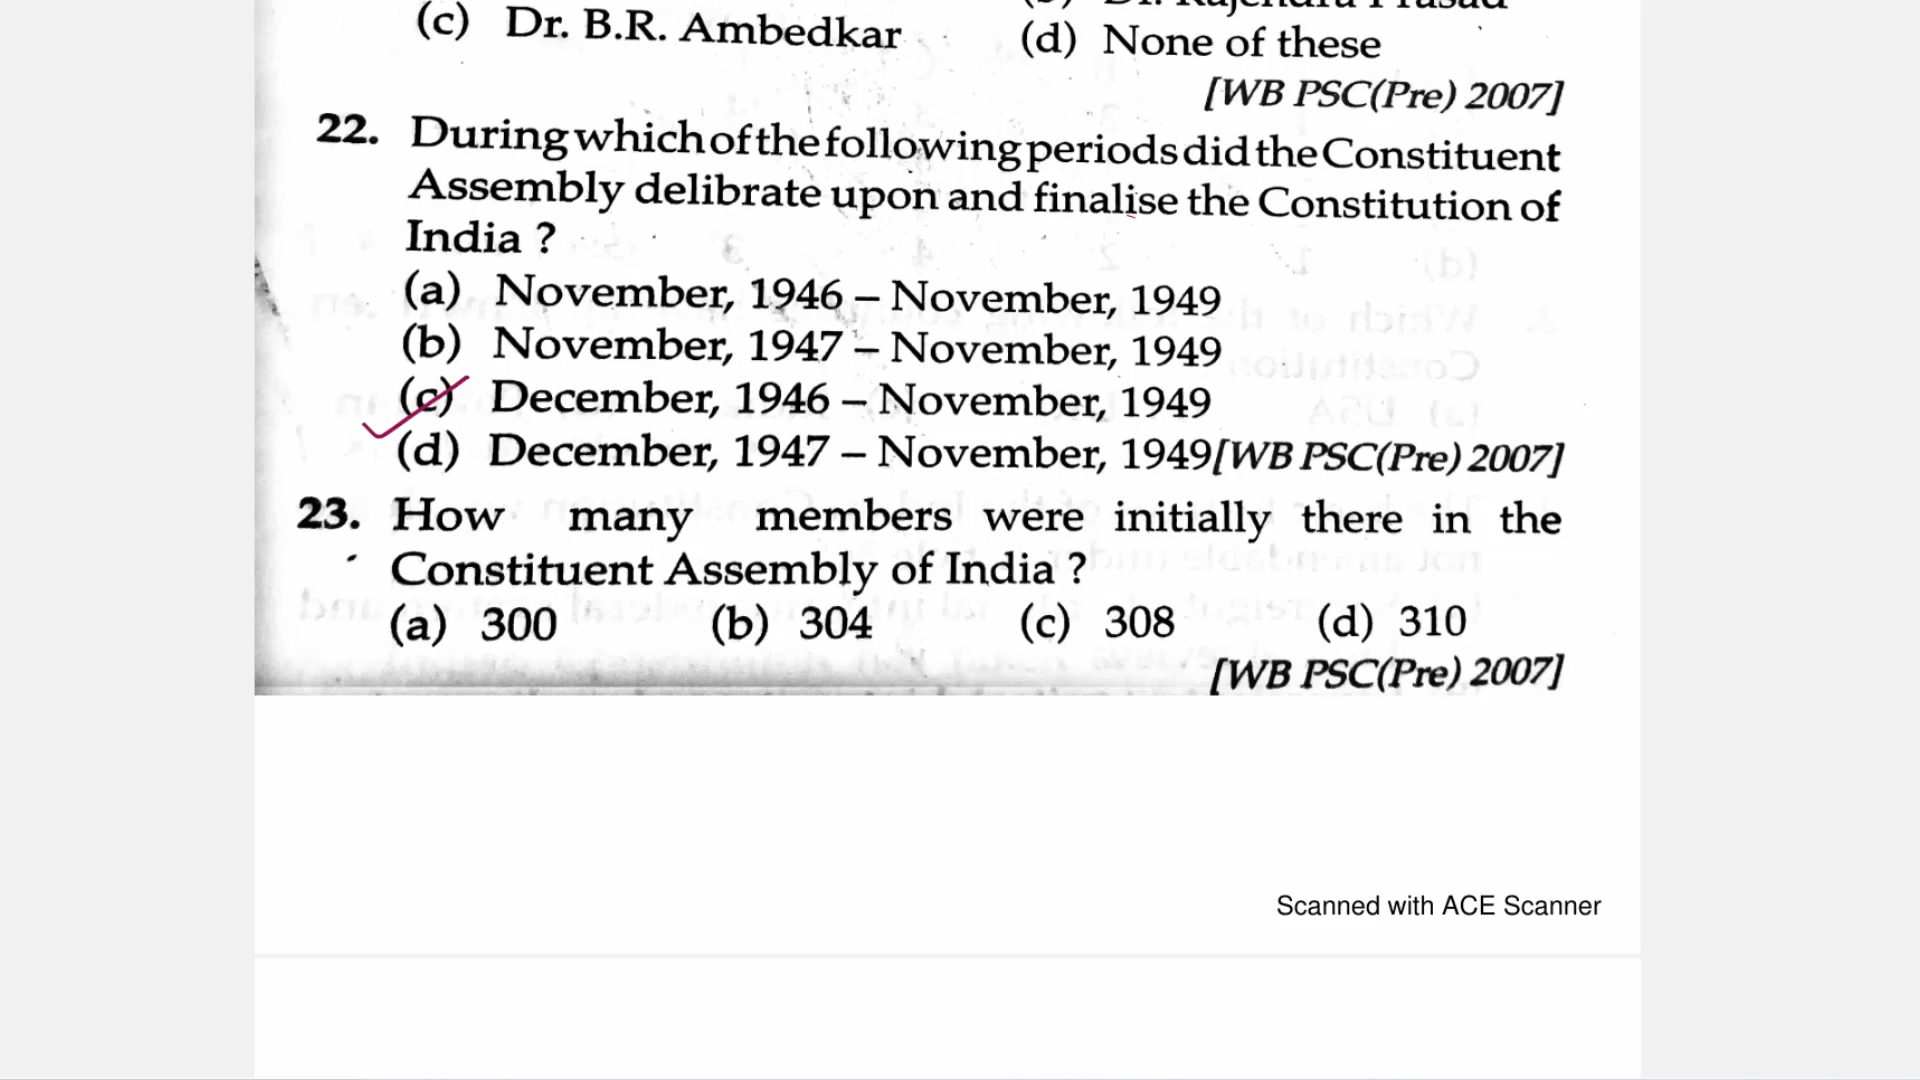 (c) Dr. B.R. Ambedkar
(d) None of these
[WB PSC(Pre) 2007]
22. During which of the following periods did the Constituent
Assembly delibrate upon and finalise the Constitution of
India ?
(a) November, 1946 – November, 1949
(b) November, 1947 – November, 1949
(c) December, 1946 – November, 1949
(d) December, 1947 – November, 1949 [WB PSC(Pre) 2007]
23. How many members were initially there in the
Constituent Assembly of India ?
(a) 300 (b) 304 (c) 308 (d) 310
[WB PSC(Pre) 2007]
Scanned with ACE Scanner